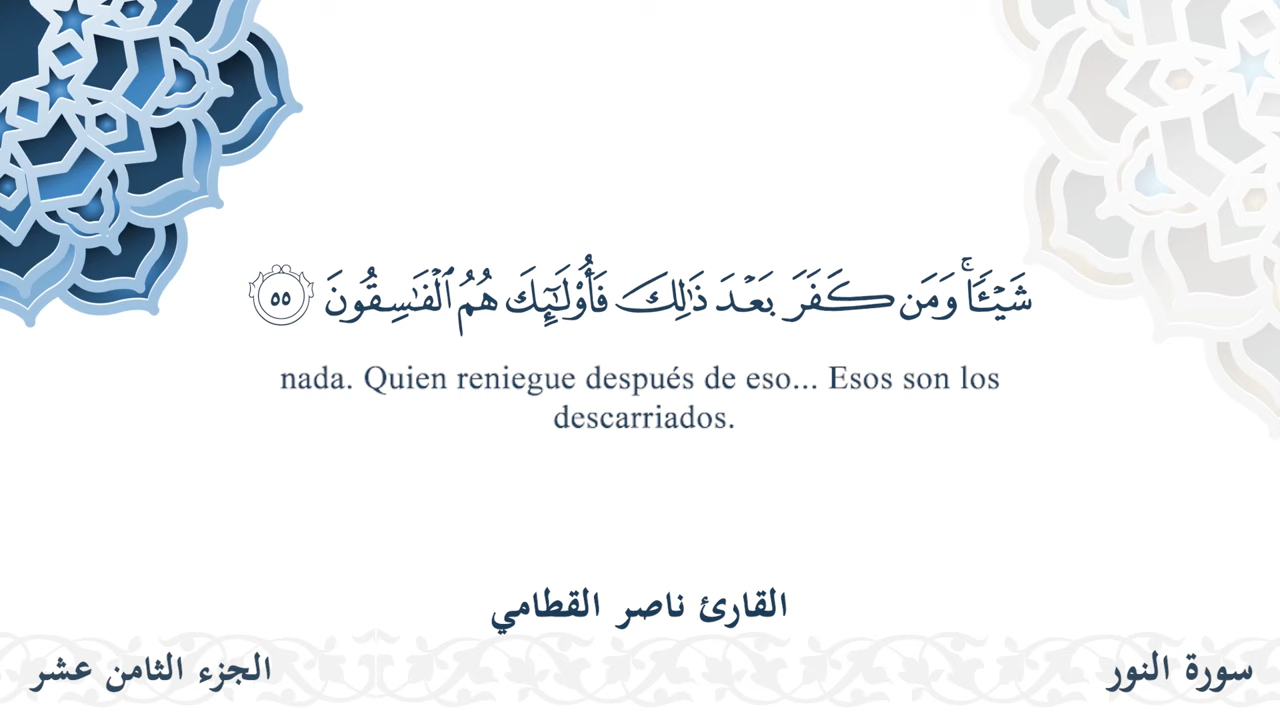 شَيْـًٔا ۚ وَمَن كَفَرَ بَعْدَ ذَٰلِكَ فَأُو۟لَـٰٓئِكَ هُمُ ٱلْفَـٰسِقُونَ ٥٥
nada. Quien reniegue después de eso... Esos son los
descarriados.
القارئ ناصر القطامي
سورة النور
الجزء الثامن عشر